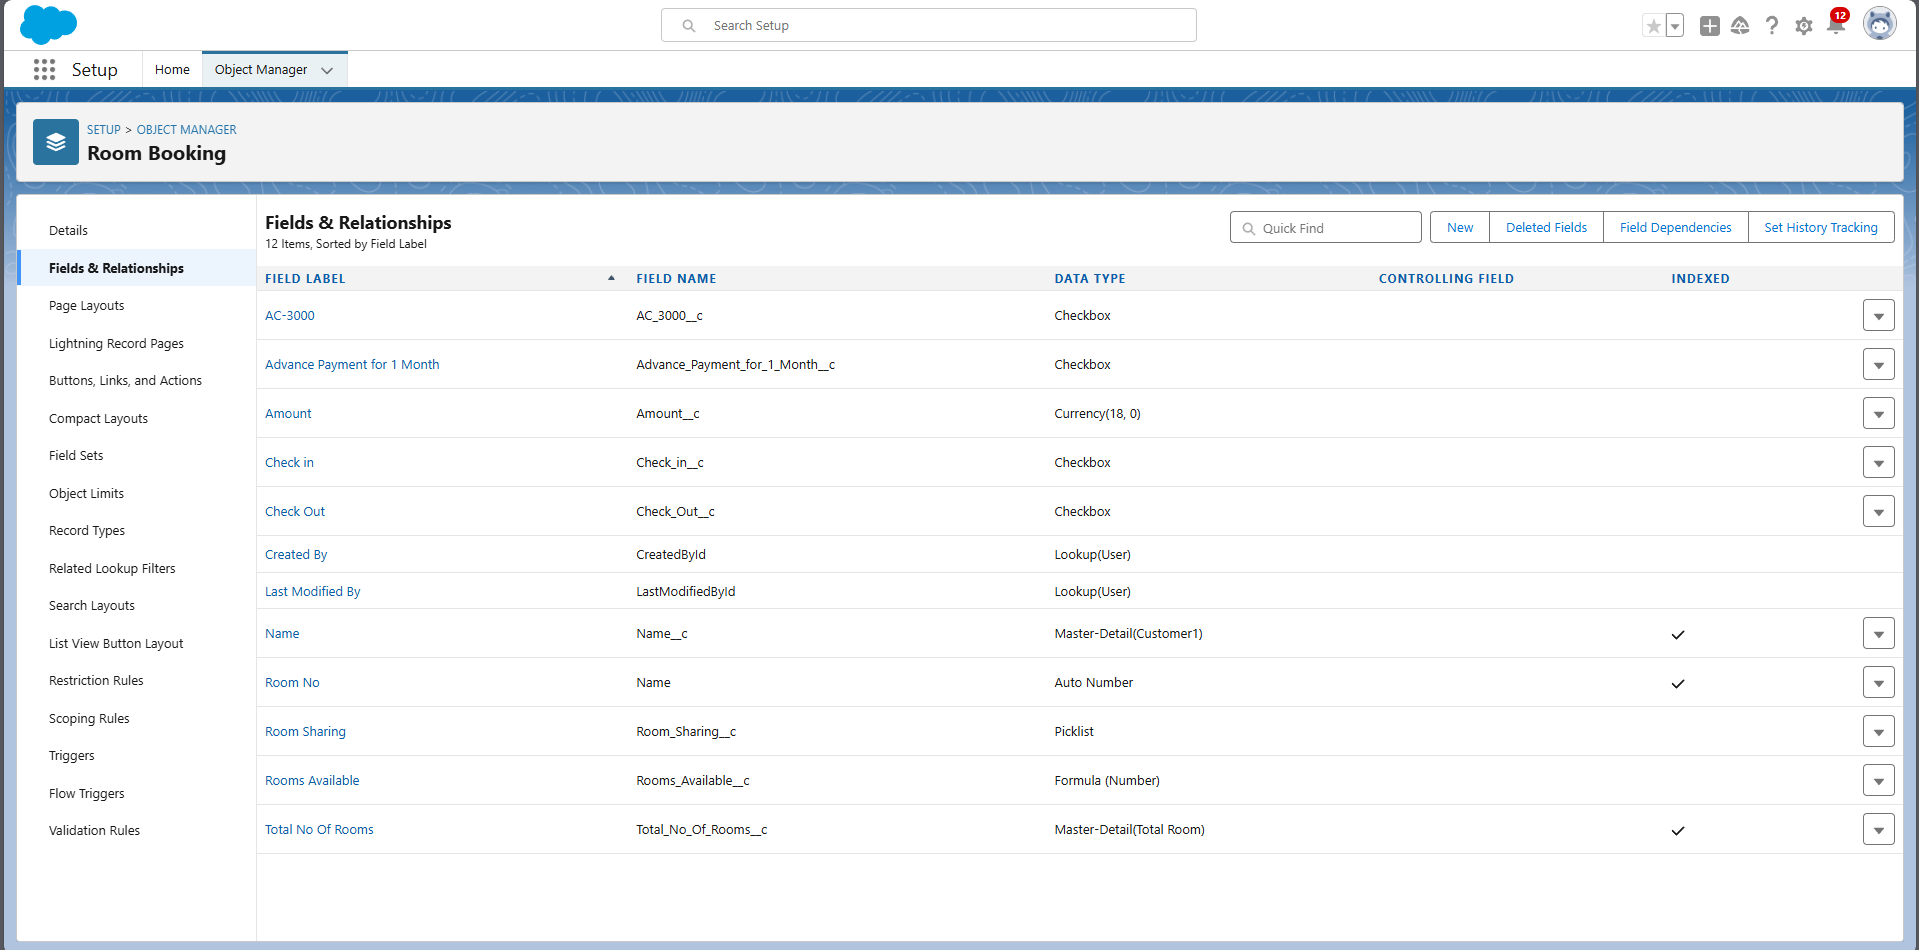 Search Setup
12
Setup
Home
Object Manager
SETUP > OBJECT MANAGER
Room Booking
Details
Fields & Relationships
Page Layouts
Lightning Record Pages
Buttons, Links, and Actions
Compact Layouts
Field Sets
Object Limits
Record Types
Related Lookup Filters
Search Layouts
List View Button Layout
Restriction Rules
Scoping Rules
Triggers
Flow Triggers
Validation Rules
Fields & Relationships
12 Items, Sorted by Field Label
Quick Find
New
Deleted Fields
Field Dependencies
Set History Tracking
FIELD LABEL FIELD NAME DATA TYPE CONTROLLING FIELD INDEXED
AC-3000 AC_3000__c Checkbox
Advance Payment for 1 Month Advance_Payment_for_1_Month__c Checkbox
Amount Amount__c Currency(18, 0)
Check in Check_in__c Checkbox
Check Out Check_Out__c Checkbox
Created By CreatedById Lookup(User)
Last Modified By LastModifiedById Lookup(User)
Name Name__c Master-Detail(Customer1)
Room No Name Auto Number
Room Sharing Room_Sharing__c Picklist
Rooms Available Rooms_Available__c Formula (Number)
Total No Of Rooms Total_No_Of_Rooms__c Master-Detail(Total Room)